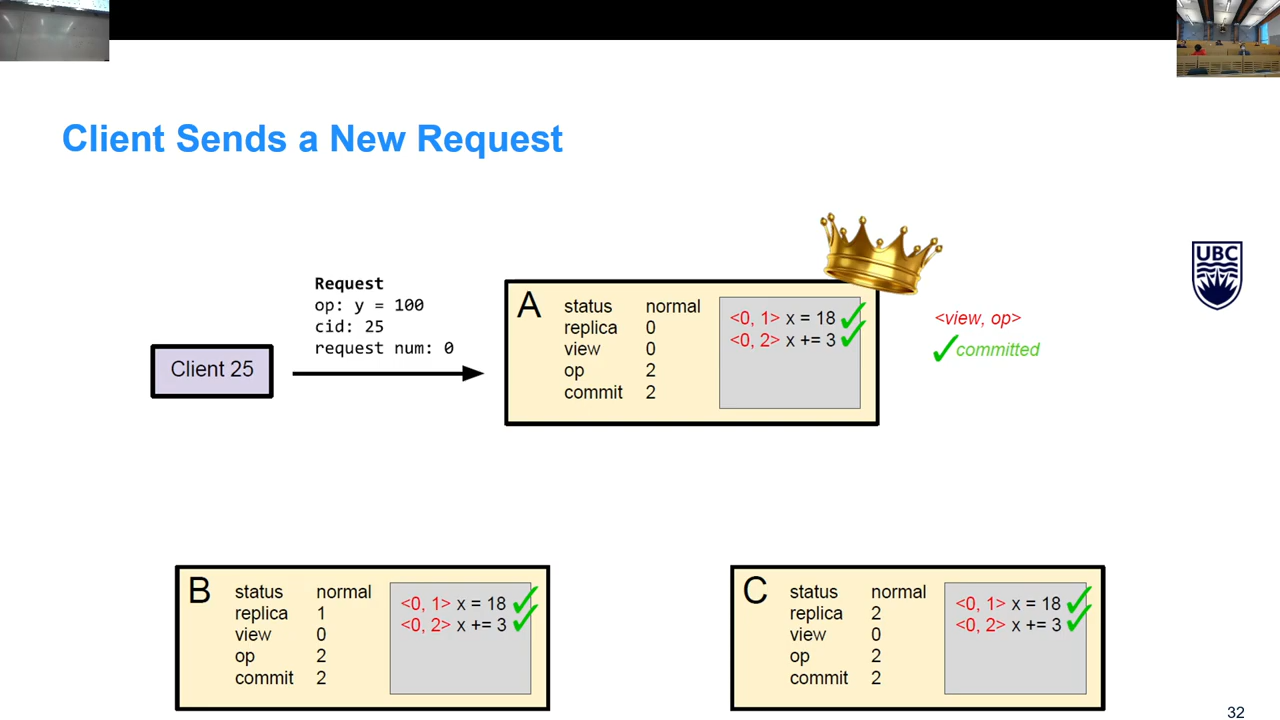 Client Sends a New Request
UBC
Request
op: y = 100
cid: 25
request num: 0
Client 25
A
status normal
replica 0
view 0
op 2
commit 2
<0, 1> x = 18
<0, 2> x += 3
<view, op>
committed
B
status normal
replica 1
view 0
op 2
commit 2
<0, 1> x = 18
<0, 2> x += 3
C
status normal
replica 2
view 0
op 2
commit 2
<0, 1> x = 18
<0, 2> x += 3
32